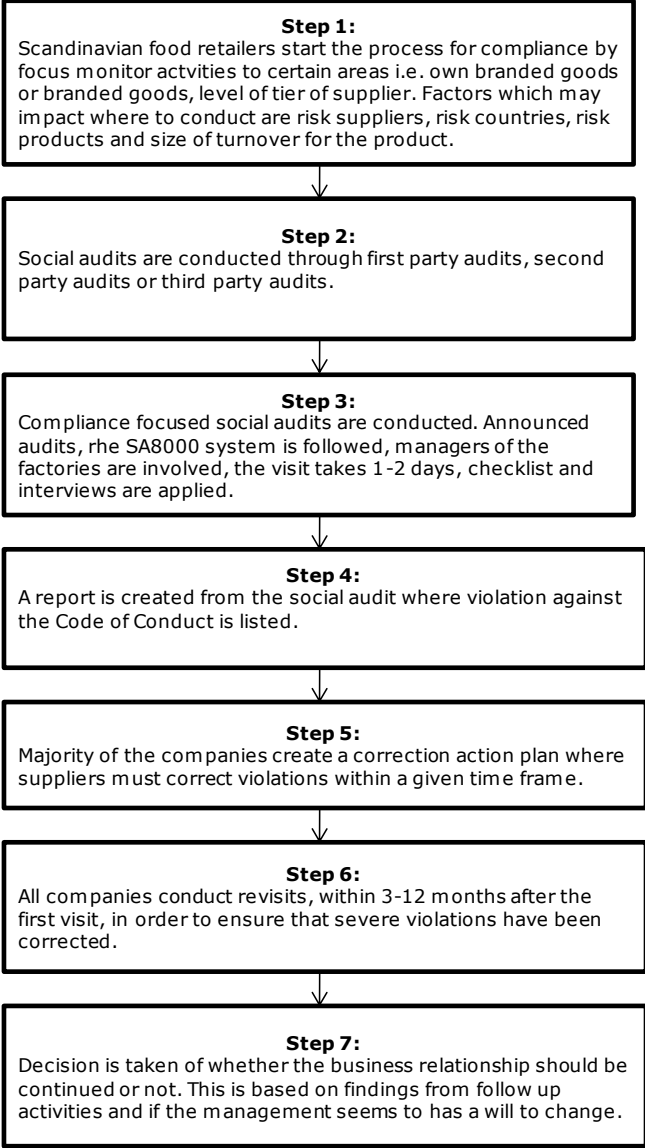 Step 1:
Scandinavian food retailers start the process for compliance by
focus monitor actvities to certain areas i.e. own branded goods
or branded goods, level of tier of supplier. Factors which may
impact where to conduct are risk suppliers, risk countries, risk
products and size of turnover for the product.
Step 2:
Social audits are conducted through first party audits, second
party audits or third party audits.
Step 3:
Compliance focused social audits are conducted. Announced
audits, rhe SA8000 system is followed, managers of the
factories are involved, the visit takes 1-2 days, checklist and
interviews are applied.
Step 4:
A report is created from the social audit where violation against
the Code of Conduct is listed.
Step 5:
Majority of the companies create a correction action plan where
suppliers must correct violations within a given time frame.
Step 6:
All companies conduct revisits, within 3-12 months after the
first visit, in order to ensure that severe violations have been
corrected.
Step 7:
Decision is taken of whether the business relationship should be
continued or not. This is based on findings from follow up
activities and if the management seems to has a will to change.